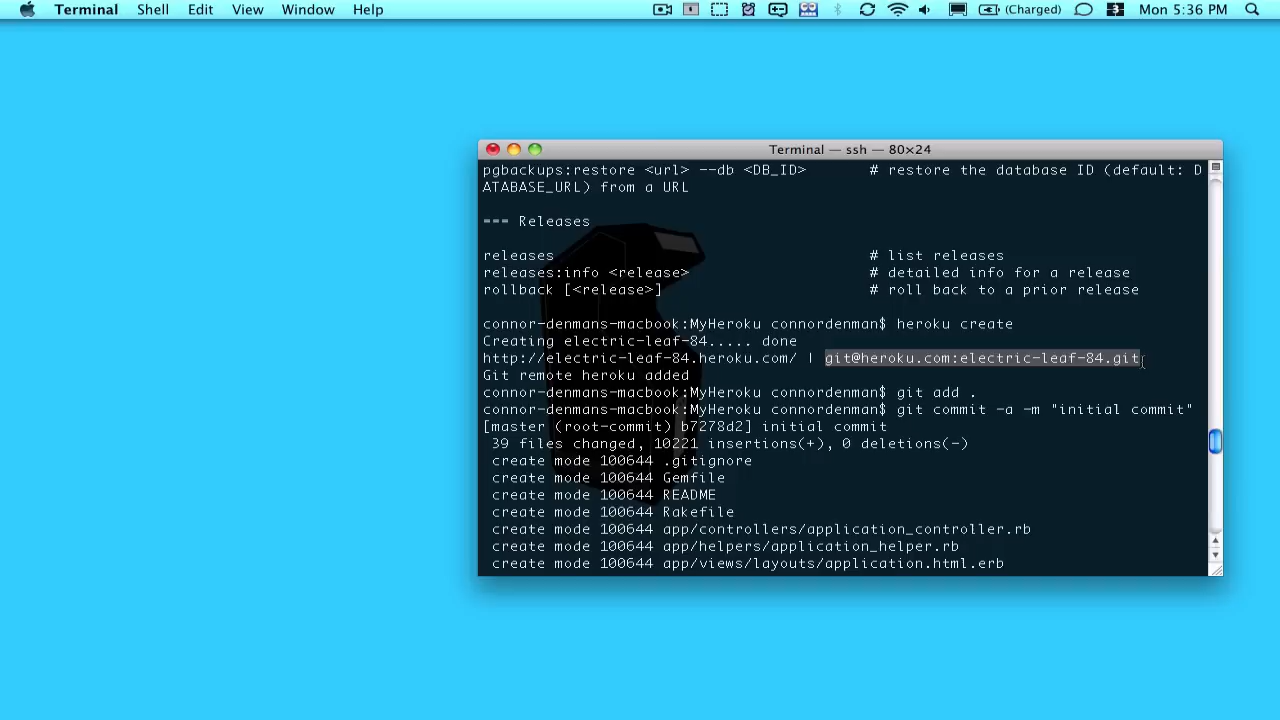 Terminal Shell Edit View Window Help (Charged) Mon 5:36 PM
Terminal — ssh — 80×24
pgbackups:restore <url> --db <DB_ID> # restore the database ID (default: D
ATABASE_URL) from a URL
=== Releases
releases # list releases
releases:info <release> # detailed info for a release
rollback [<release>] # roll back to a prior release
connor-denmans-macbook:MyHeroku connordenman$ heroku create
Creating electric-leaf-84..... done
http://electric-leaf-84.heroku.com/ | git@heroku.com:electric-leaf-84.git
Git remote heroku added
connor-denmans-macbook:MyHeroku connordenman$ git add .
connor-denmans-macbook:MyHeroku connordenman$ git commit -a -m "initial commit"
[master (root-commit) b7278d2] initial commit
39 files changed, 10221 insertions(+), 0 deletions(-)
create mode 100644 .gitignore
create mode 100644 Gemfile
create mode 100644 README
create mode 100644 Rakefile
create mode 100644 app/controllers/application_controller.rb
create mode 100644 app/helpers/application_helper.rb
create mode 100644 app/views/layouts/application.html.erb